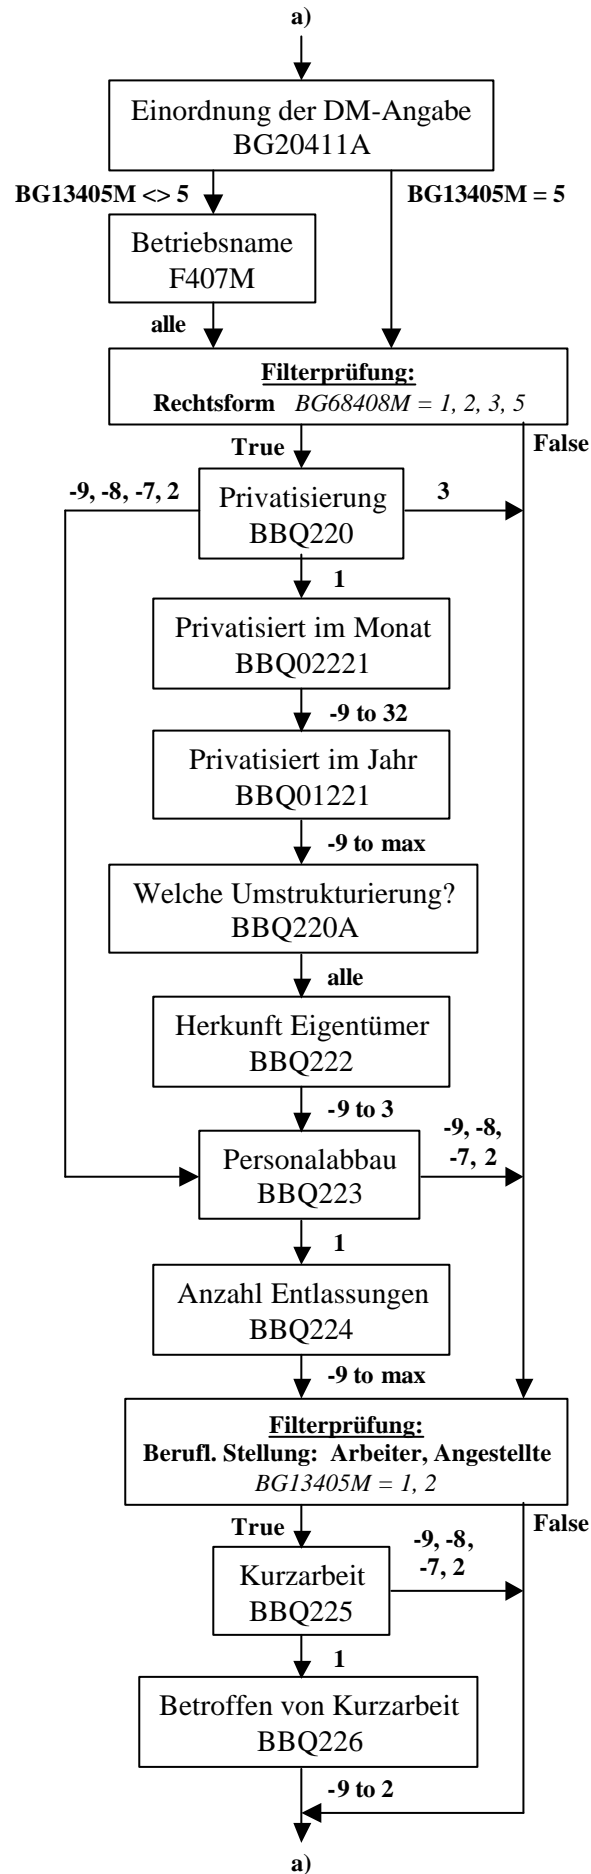 a)
Einordnung der DM-Angabe
BG20411A
BG13405M <> 5
BG13405M = 5
Betriebsname
F407M
alle
Filterprüfung:
Rechtsform BG68408M = 1, 2, 3, 5
True
False
-9, -8, -7, 2
Privatisierung
BBQ220
3
1
Privatisiert im Monat
BBQ02221
-9 to 32
Privatisiert im Jahr
BBQ01221
-9 to max
Welche Umstrukturierung?
BBQ220A
alle
Herkunft Eigentümer
BBQ222
-9 to 3
Personalabbau
BBQ223
-9, -8,
-7, 2
1
Anzahl Entlassungen
BBQ224
-9 to max
Filterprüfung:
Berufl. Stellung: Arbeiter, Angestellte
BG13405M = 1, 2
True
False
Kurzarbeit
BBQ225
-9, -8,
-7, 2
1
Betroffen von Kurzarbeit
BBQ226
-9 to 2
a)